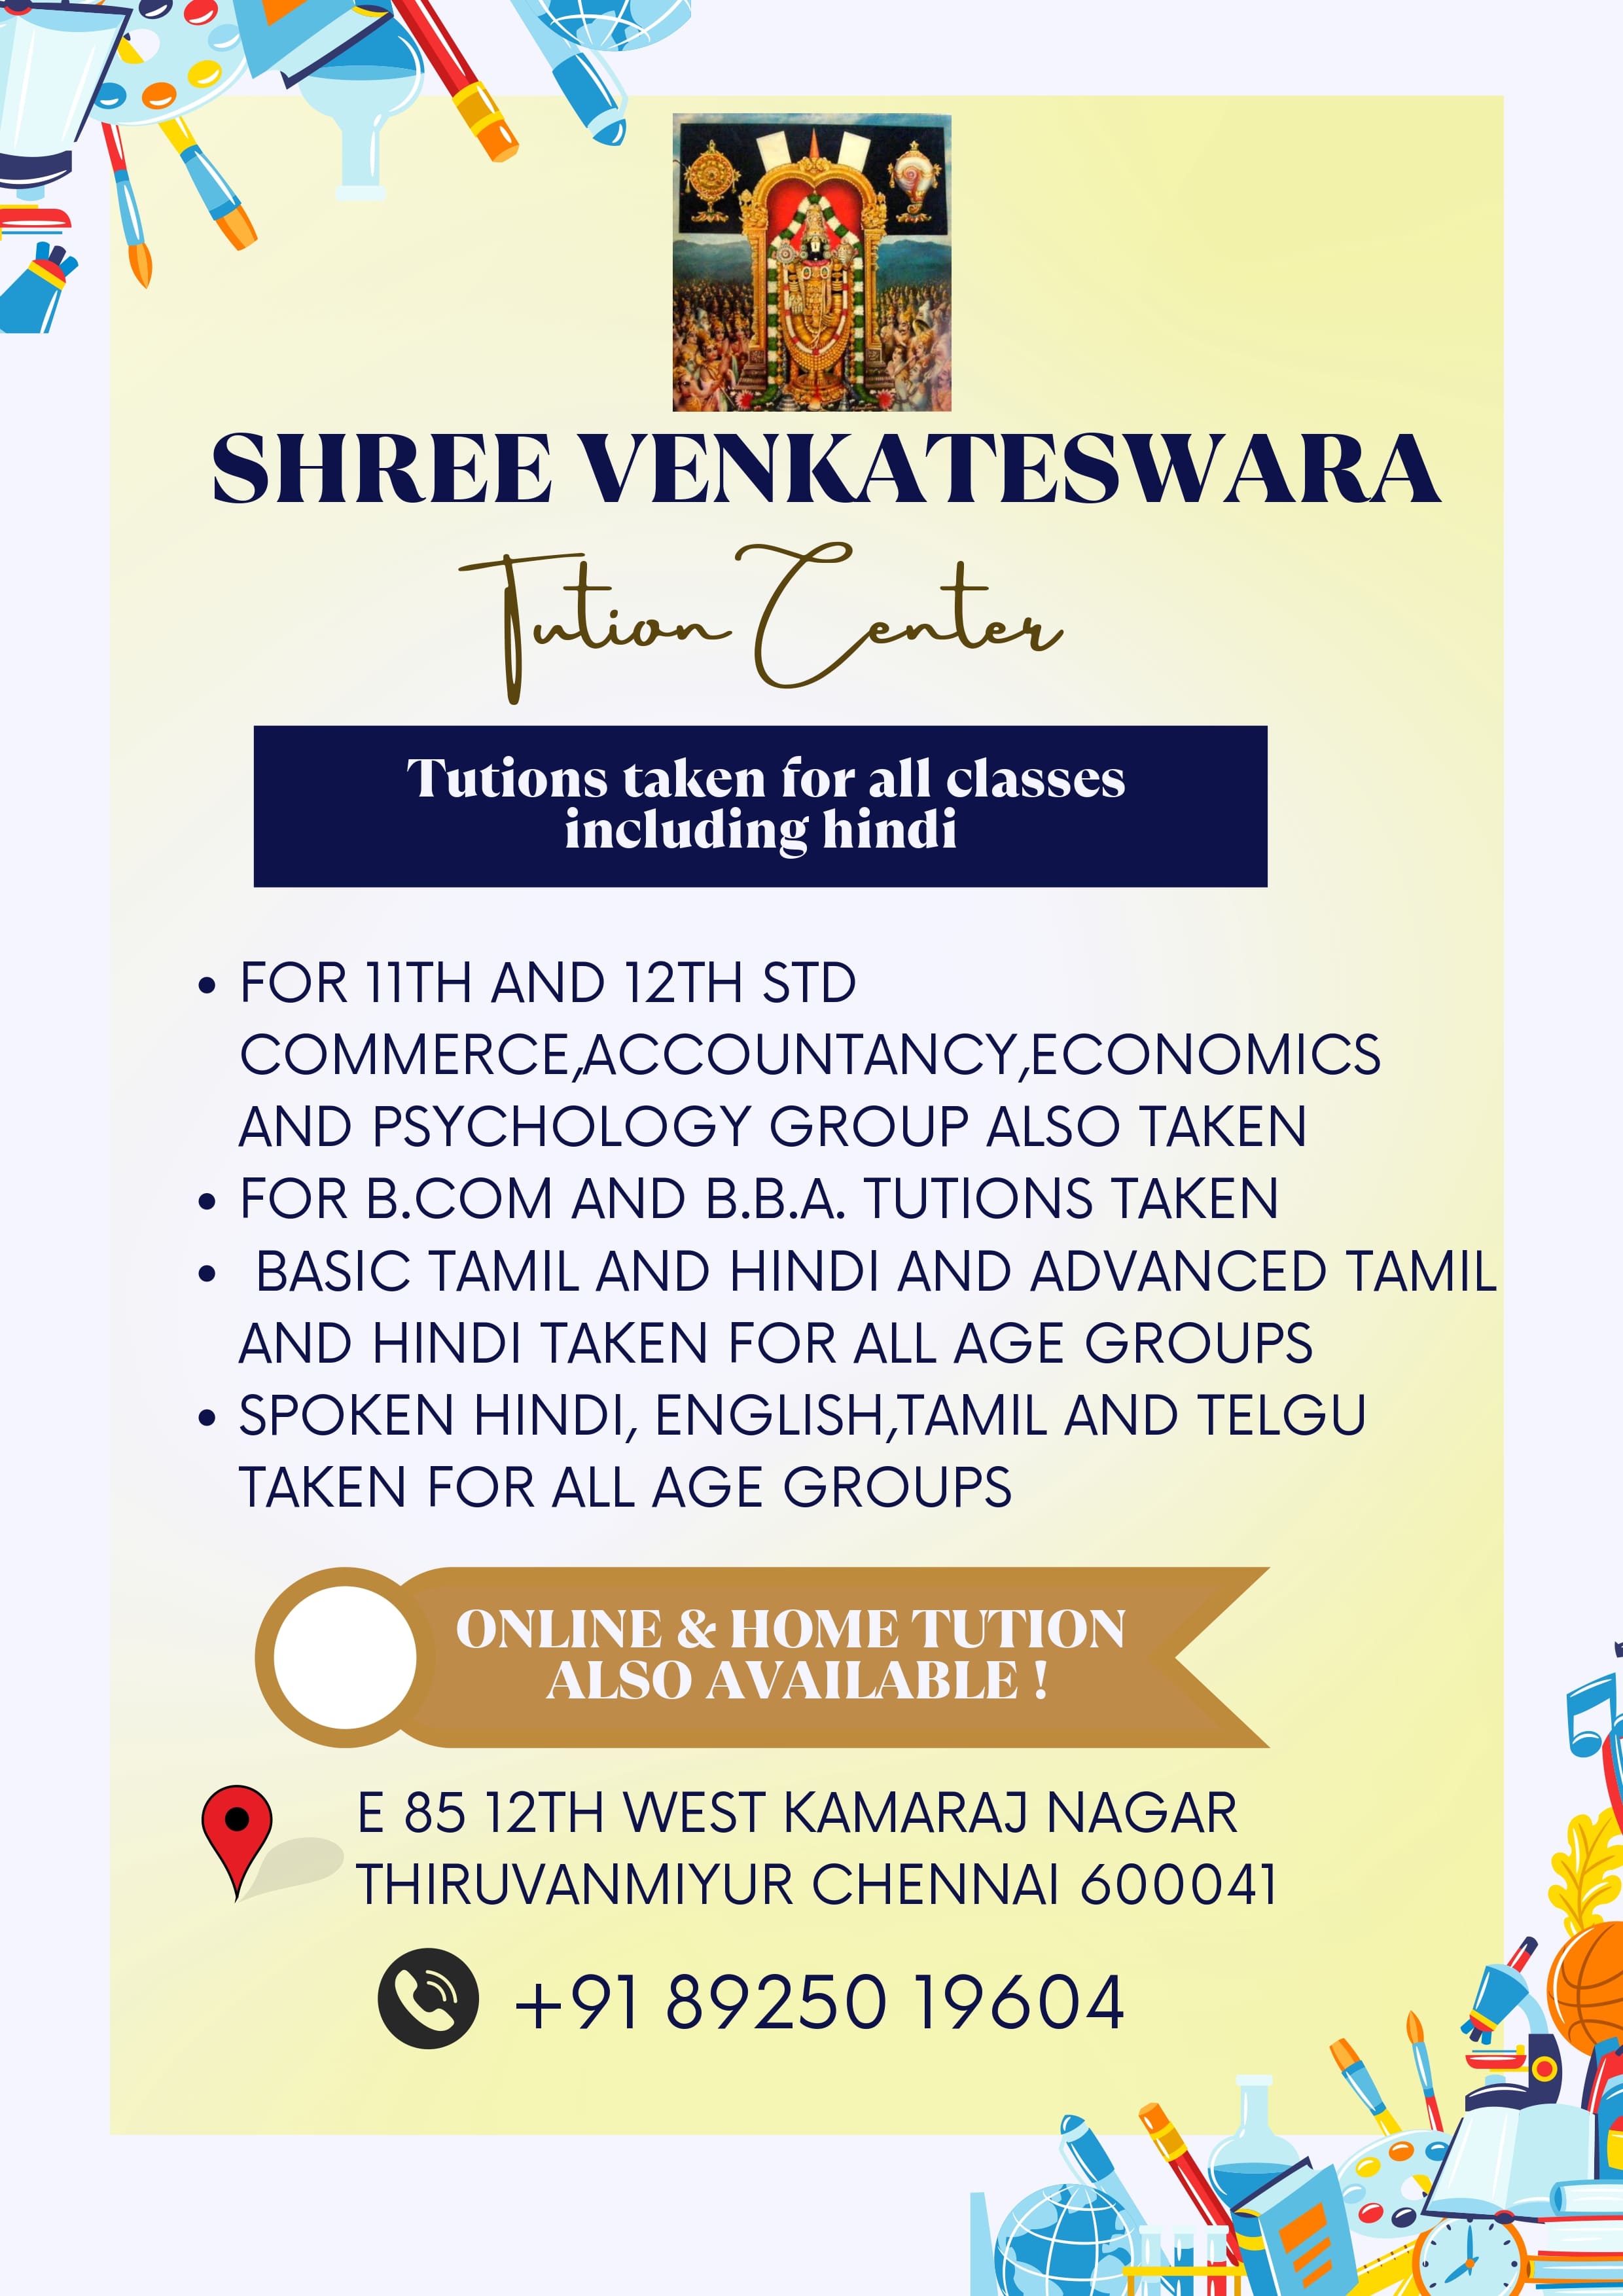 SHREE VENKATESWARA
Tution Center
Tutions taken for all classes
including hindi
• FOR 11TH AND 12TH STD
COMMERCE,ACCOUNTANCY,ECONOMICS
AND PSYCHOLOGY GROUP ALSO TAKEN
• FOR B.COM AND B.B.A. TUTIONS TAKEN
• BASIC TAMIL AND HINDI AND ADVANCED TAMIL
AND HINDI TAKEN FOR ALL AGE GROUPS
• SPOKEN HINDI, ENGLISH,TAMIL AND TELGU
TAKEN FOR ALL AGE GROUPS
ONLINE & HOME TUTION
ALSO AVAILABLE !
E 85 12TH WEST KAMARAJ NAGAR
THIRUVANMIYUR CHENNAI 600041
+91 89250 19604